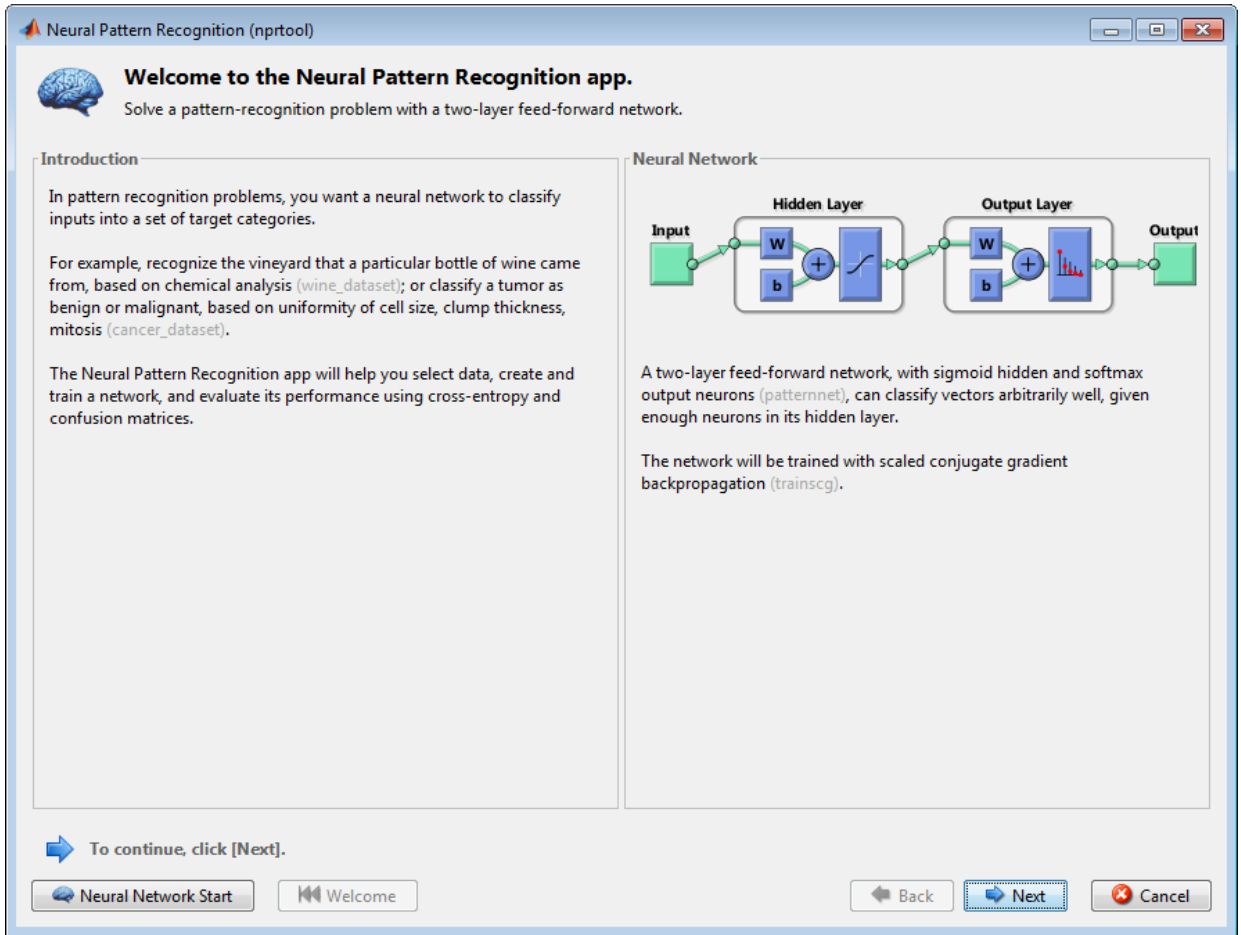 Neural Pattern Recognition (nprtool)
Welcome to the Neural Pattern Recognition app.
Solve a pattern-recognition problem with a two-layer feed-forward network.
Introduction
In pattern recognition problems, you want a neural network to classify
inputs into a set of target categories.
For example, recognize the vineyard that a particular bottle of wine came
from, based on chemical analysis (wine_dataset); or classify a tumor as
benign or malignant, based on uniformity of cell size, clump thickness,
mitosis (cancer_dataset).
The Neural Pattern Recognition app will help you select data, create and
train a network, and evaluate its performance using cross-entropy and
confusion matrices.
Neural Network
Hidden Layer
Output Layer
Input
Output
W
b
W
b
A two-layer feed-forward network, with sigmoid hidden and softmax
output neurons (patternnet), can classify vectors arbitrarily well, given
enough neurons in its hidden layer.
The network will be trained with scaled conjugate gradient
backpropagation (trainscg).
To continue, click [Next].
Neural Network Start
Welcome
Back
Next
Cancel